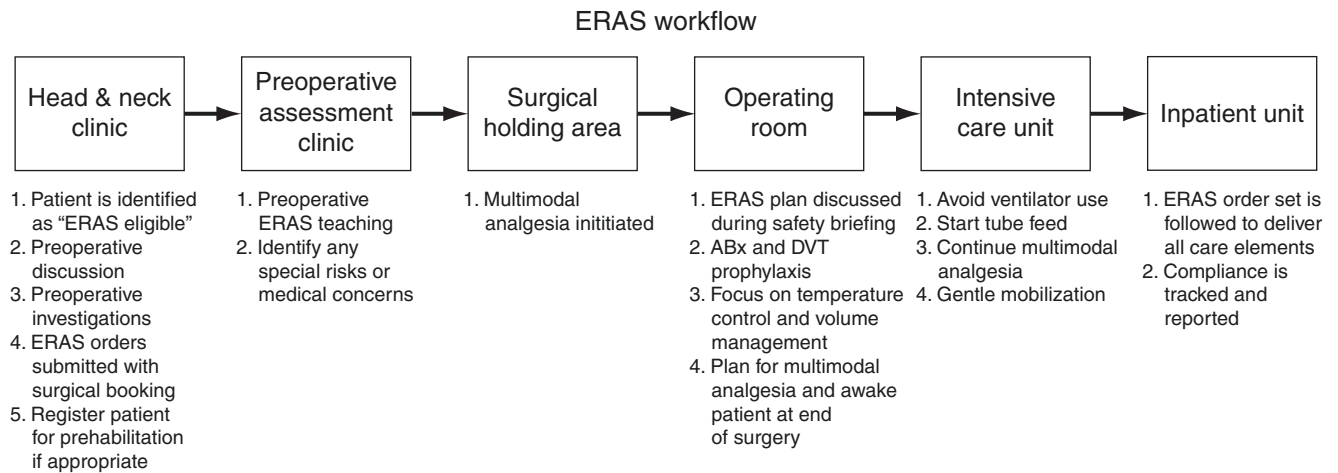 ERAS workflow
Head & neck
clinic
Preoperative
assessment
clinic
Surgical
holding area
Operating
room
Intensive
care unit
Inpatient unit
1. Patient is identified
as “ERAS eligible”
2. Preoperative
discussion
3. Preoperative
investigations
4. ERAS orders
submitted with
surgical booking
5. Register patient
for prehabilitation
if appropriate
1. Preoperative
ERAS teaching
2. Identify any
special risks or
medical concerns
1. Multimodal
analgesia inititiated
1. ERAS plan discussed
during safety briefing
2. ABx and DVT
prophylaxis
3. Focus on temperature
control and volume
management
4. Plan for multimodal
analgesia and awake
patient at end
of surgery
1. Avoid ventilator use
2. Start tube feed
3. Continue multimodal
analgesia
4. Gentle mobilization
1. ERAS order set is
followed to deliver
all care elements
2. Compliance is
tracked and
reported